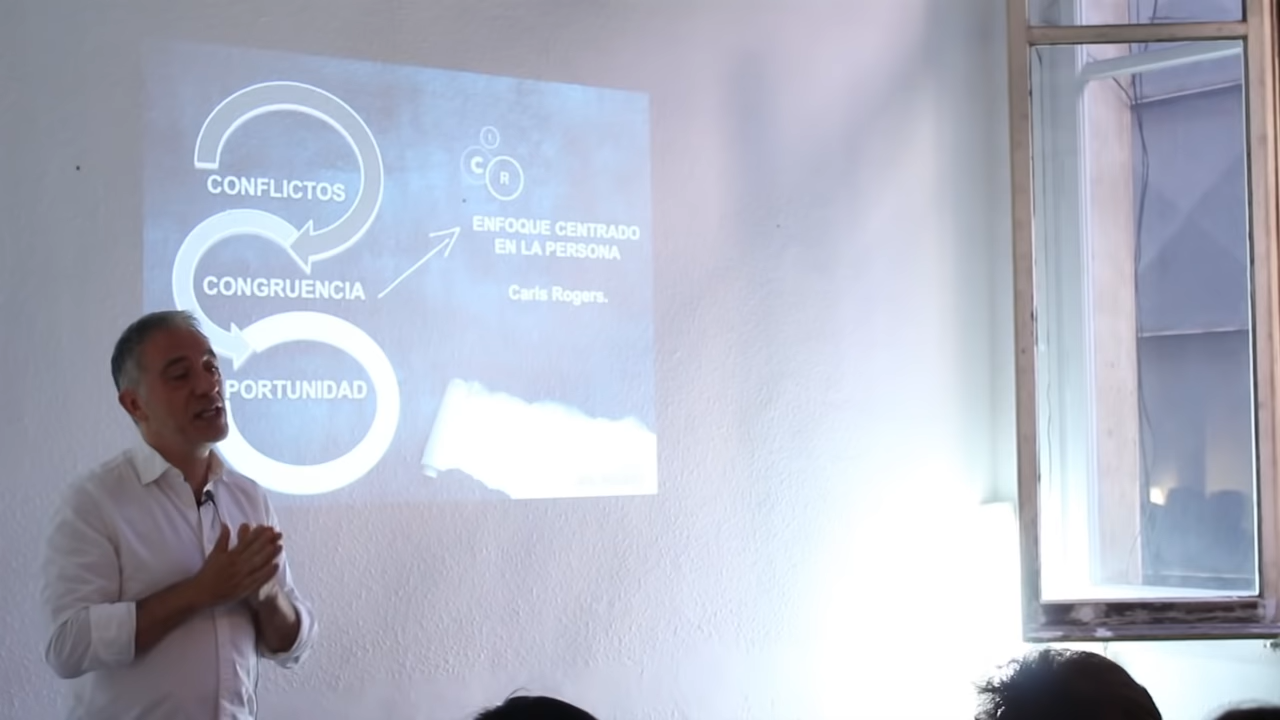 CONFLICTOS
CONGRUENCIA
PORTUNIDAD
C
R
ENFOQUE CENTRADO
EN LA PERSONA
Carls Rogers.